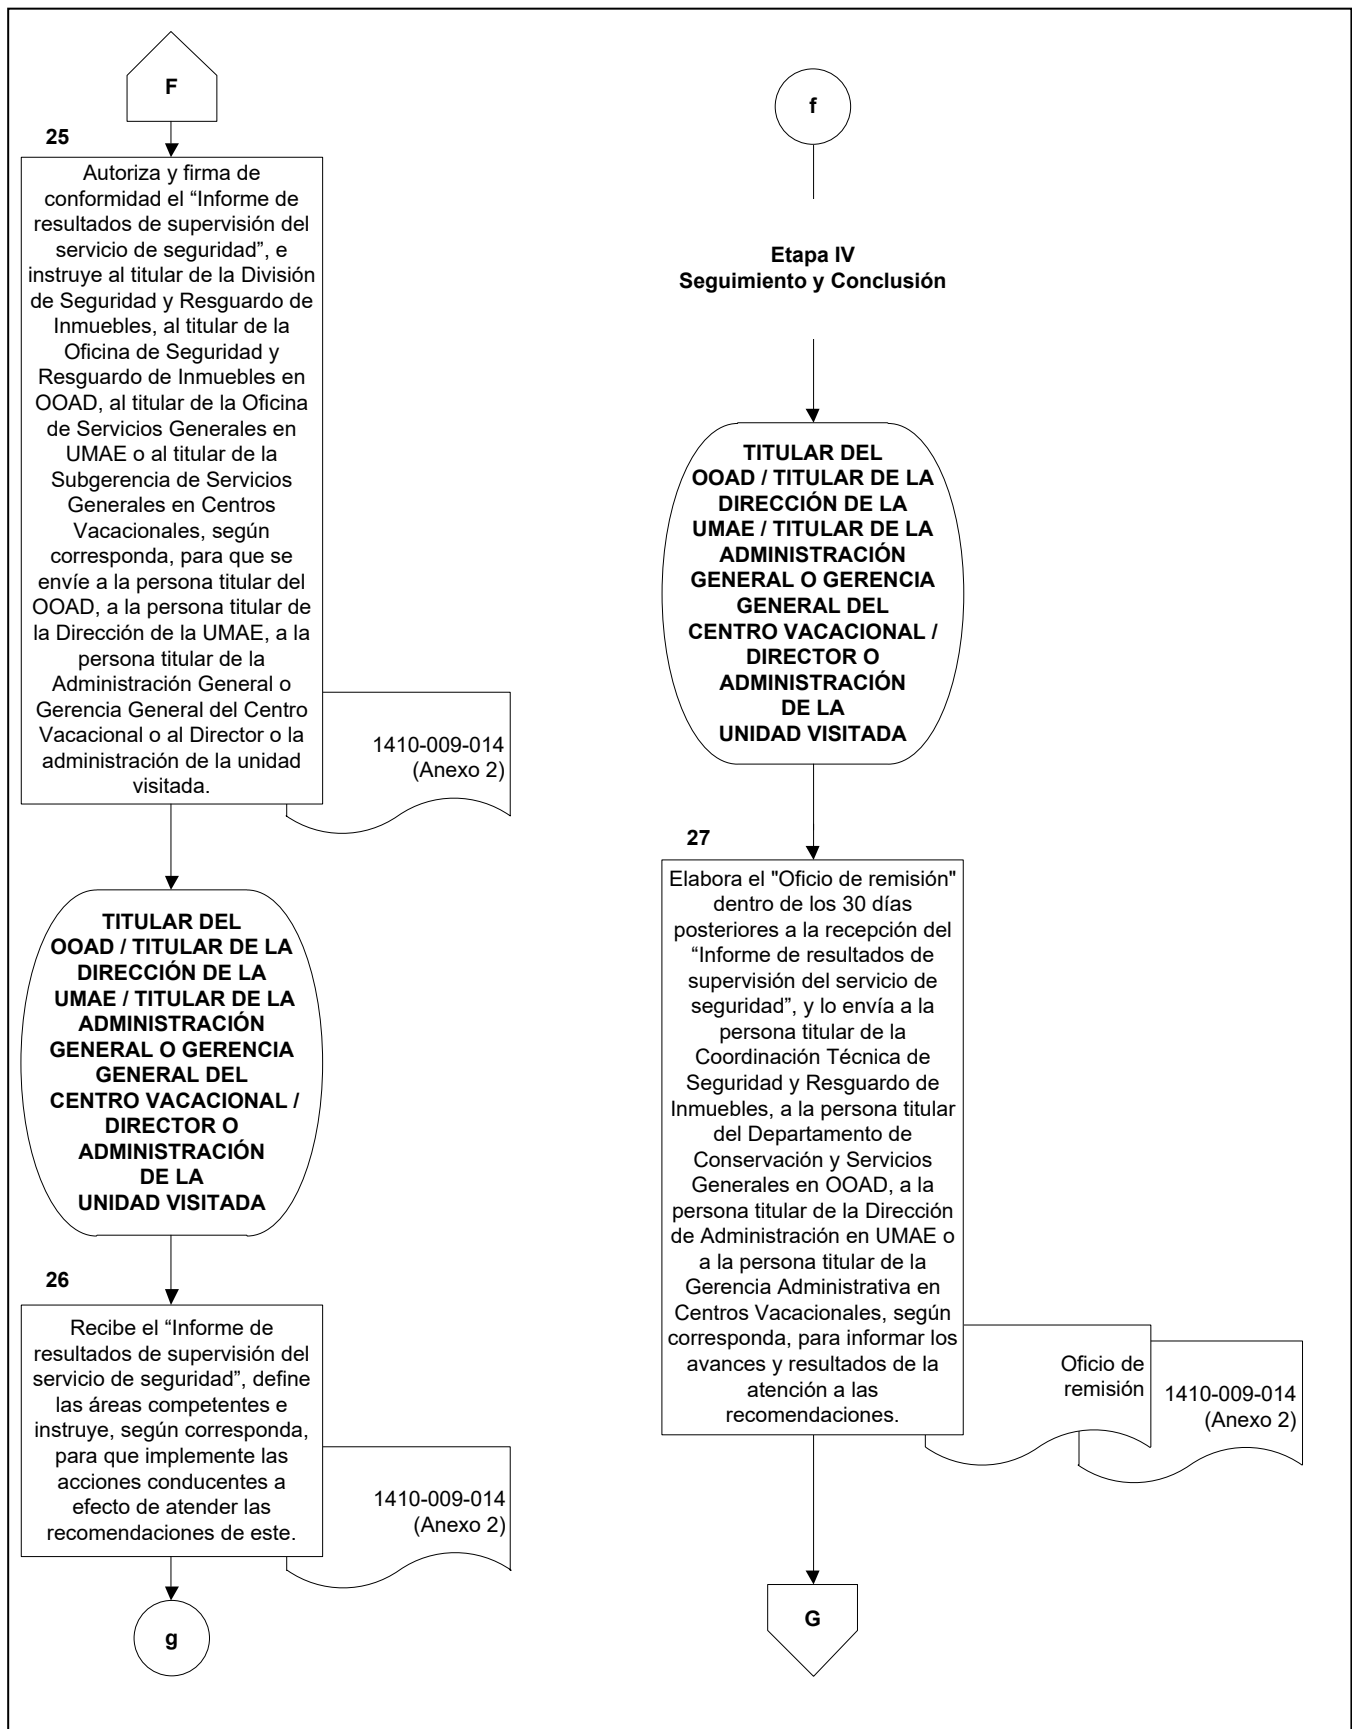 F
25
Autoriza y firma de
conformidad el “Informe de
resultados de supervisión del
servicio de seguridad”, e
instruye al titular de la División
de Seguridad y Resguardo de
Inmuebles, al titular de la
Oficina de Seguridad y
Resguardo de Inmuebles en
OOAD, al titular de la Oficina
de Servicios Generales en
UMAE o al titular de la
Subgerencia de Servicios
Generales en Centros
Vacacionales, según
corresponda, para que se
envíe a la persona titular del
OOAD, a la persona titular de
la Dirección de la UMAE, a la
persona titular de la
Administración General o
Gerencia General del Centro
Vacacional o al Director o la
administración de la unidad
visitada.
1410-009-014
(Anexo 2)
TITULAR DEL
OOAD / TITULAR DE LA
DIRECCIÓN DE LA
UMAE / TITULAR DE LA
ADMINISTRACIÓN
GENERAL O GERENCIA
GENERAL DEL
CENTRO VACACIONAL /
DIRECTOR O
ADMINISTRACIÓN
DE LA
UNIDAD VISITADA
26
Recibe el “Informe de
resultados de supervisión del
servicio de seguridad”, define
las áreas competentes e
instruye, según corresponda,
para que implemente las
acciones conducentes a
efecto de atender las
recomendaciones de este.
1410-009-014
(Anexo 2)
g
f
Etapa IV
Seguimiento y Conclusión
TITULAR DEL
OOAD / TITULAR DE LA
DIRECCIÓN DE LA
UMAE / TITULAR DE LA
ADMINISTRACIÓN
GENERAL O GERENCIA
GENERAL DEL
CENTRO VACACIONAL /
DIRECTOR O
ADMINISTRACIÓN
DE LA
UNIDAD VISITADA
27
Elabora el "Oficio de remisión"
dentro de los 30 días
posteriores a la recepción del
“Informe de resultados de
supervisión del servicio de
seguridad”, y lo envía a la
persona titular de la
Coordinación Técnica de
Seguridad y Resguardo de
Inmuebles, a la persona titular
del Departamento de
Conservación y Servicios
Generales en OOAD, a la
persona titular de la Dirección
de Administración en UMAE o
a la persona titular de la
Gerencia Administrativa en
Centros Vacacionales, según
corresponda, para informar los
avances y resultados de la
atención a las
recomendaciones.
Oficio de
remisión
1410-009-014
(Anexo 2)
G